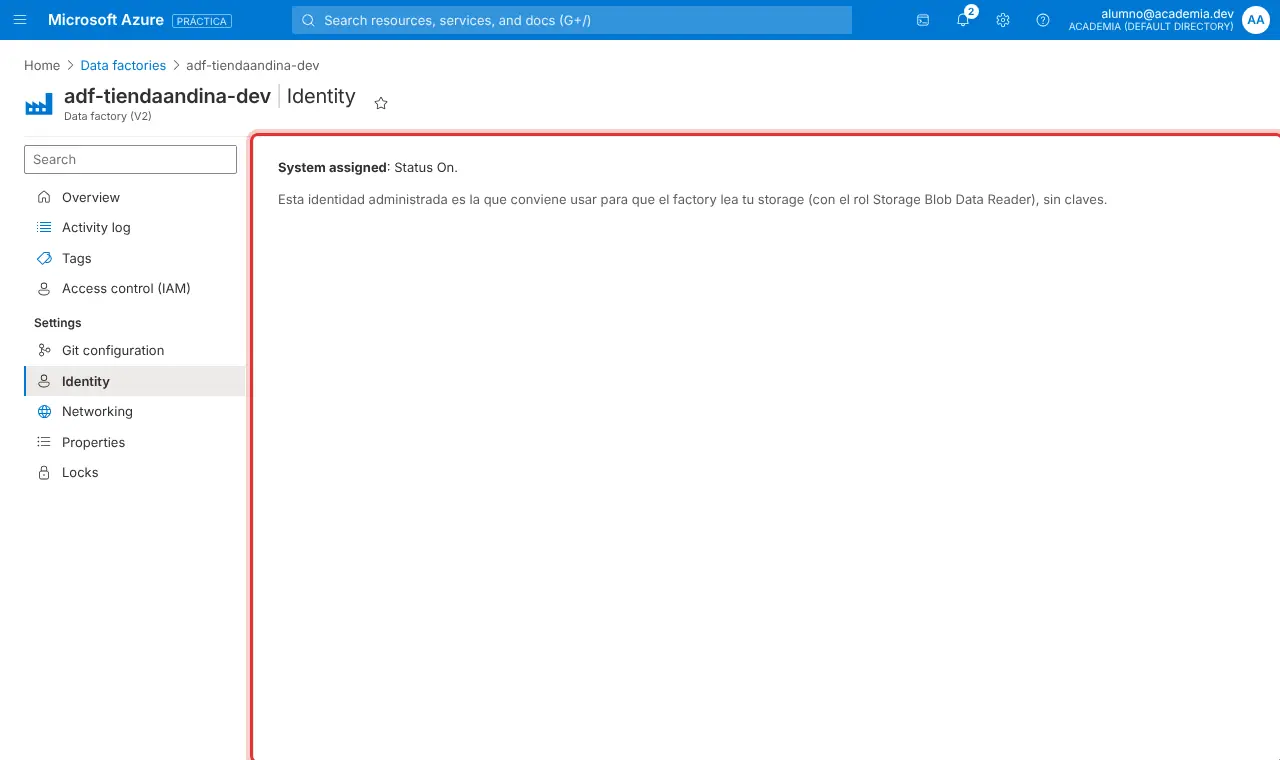 Microsoft Azure PRÁCTICA
Search resources, services, and docs (G+/)
2
alumno@academia.dev
ACADEMIA (DEFAULT DIRECTORY)
AA
Home > Data factories > adf-tiendaandina-dev
adf-tiendaandina-dev | Identity
Data factory (V2)
Search
Overview
Activity log
Tags
Access control (IAM)
Settings
Git configuration
Identity
Networking
Properties
Locks
System assigned: Status On.
Esta identidad administrada es la que conviene usar para que el factory lea tu storage (con el rol Storage Blob Data Reader), sin claves.